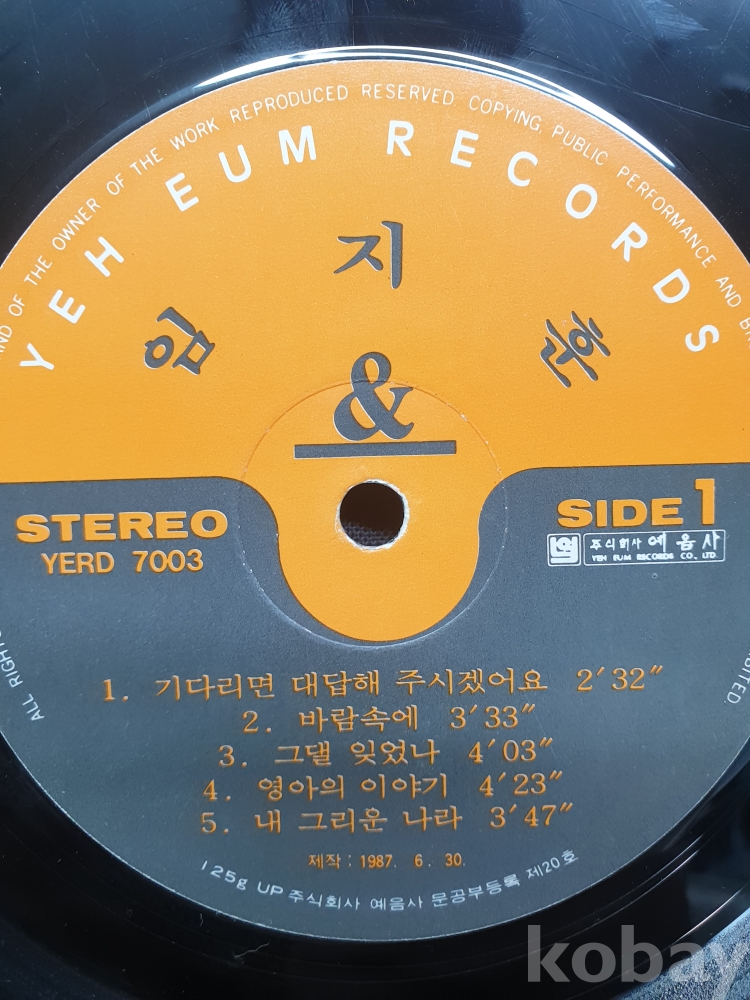 ND OF THE OWNER OF THE WORK REPRODUCED RESERVED COPYING, PUBLIC PERFORMANCE AND
YEH EUM RECORDS
임지훈
&
STEREO
YERD 7003
SIDE 1
주식회사 예음사
YEH EUM RECORDS CO., LTD.
1. 기다리면 대답해 주시겠어요 2′32″
2. 바람속에 3′33″
3. 그댈 잊었나 4′03″
4. 영아의 이야기 4′23″
5. 내 그리운 나라 3′47″
제작 : 1987. 6. 30.
ALL RIGHTS
125g UP 주식회사 예음사 문공부등록 제20호
kobay